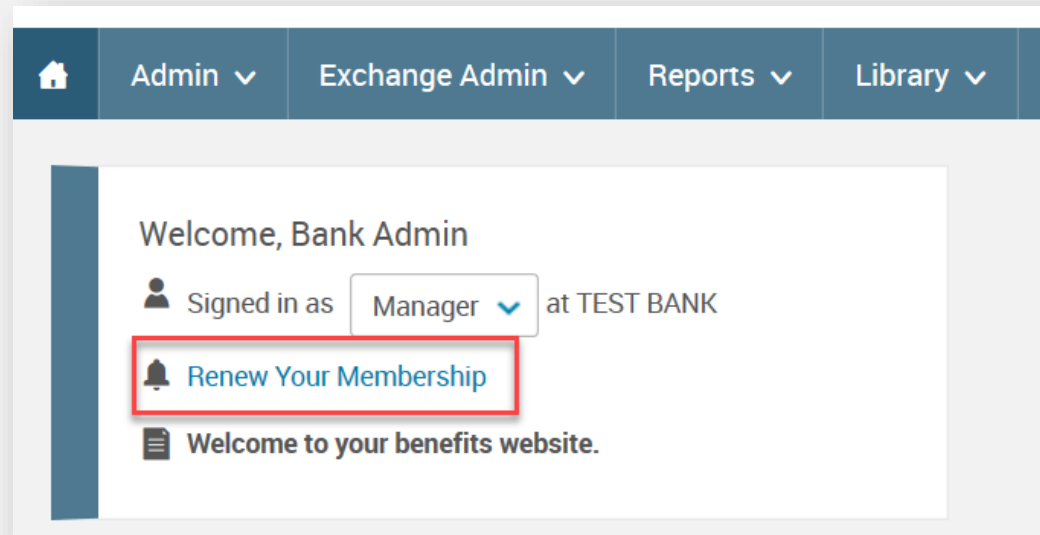 Admin Exchange Admin Reports Library
Welcome, Bank Admin
Signed in as Manager at TEST BANK
Renew Your Membership
Welcome to your benefits website.